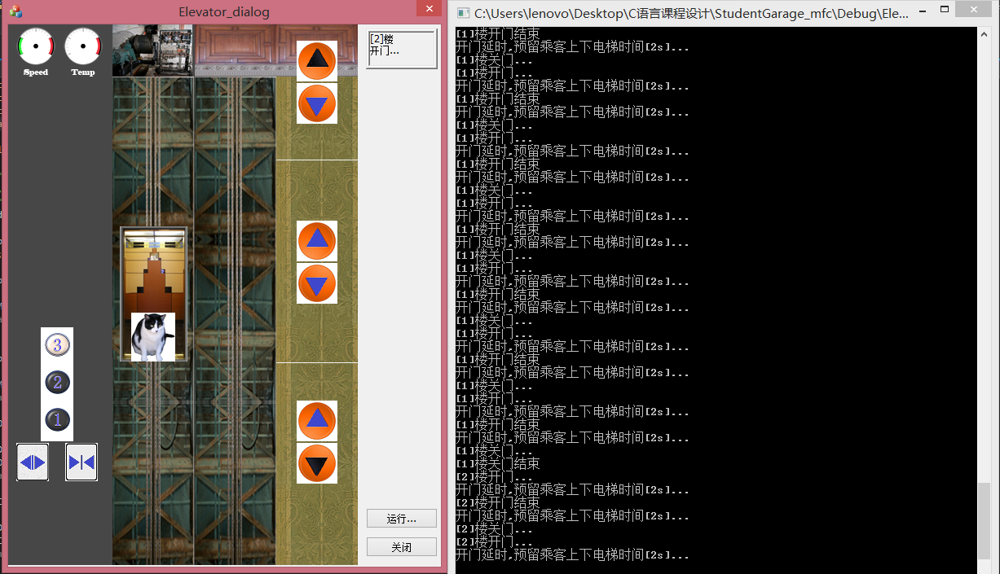 Elevator_dialog
Speed
Temp
[2]楼
开门...
3
2
1
运行...
关闭
C:\Users\lenovo\Desktop\C语言课程设计\StudentGarage_mfc\Debug\Ele...
[1]楼开门结束
开门延时,预留乘客上下电梯时间[2s]...
[1]楼关门...
[1]楼开门...
开门延时,预留乘客上下电梯时间[2s]...
[1]楼开门结束
开门延时,预留乘客上下电梯时间[2s]...
[1]楼关门...
[1]楼开门...
开门延时,预留乘客上下电梯时间[2s]...
[1]楼开门结束
开门延时,预留乘客上下电梯时间[2s]...
[1]楼关门...
[1]楼开门...
开门延时,预留乘客上下电梯时间[2s]...
[1]楼开门结束
开门延时,预留乘客上下电梯时间[2s]...
[1]楼关门...
[1]楼开门...
开门延时,预留乘客上下电梯时间[2s]...
[1]楼开门结束
开门延时,预留乘客上下电梯时间[2s]...
[1]楼关门...
[1]楼开门...
开门延时,预留乘客上下电梯时间[2s]...
[1]楼开门结束
开门延时,预留乘客上下电梯时间[2s]...
[1]楼关门...
[1]楼开门...
开门延时,预留乘客上下电梯时间[2s]...
[1]楼开门结束
开门延时,预留乘客上下电梯时间[2s]...
[1]楼关门...
[1]楼关门结束
[2]楼开门...
开门延时,预留乘客上下电梯时间[2s]...
[2]楼开门结束
开门延时,预留乘客上下电梯时间[2s]...
[2]楼关门...
[2]楼开门...
开门延时,预留乘客上下电梯时间[2s]...